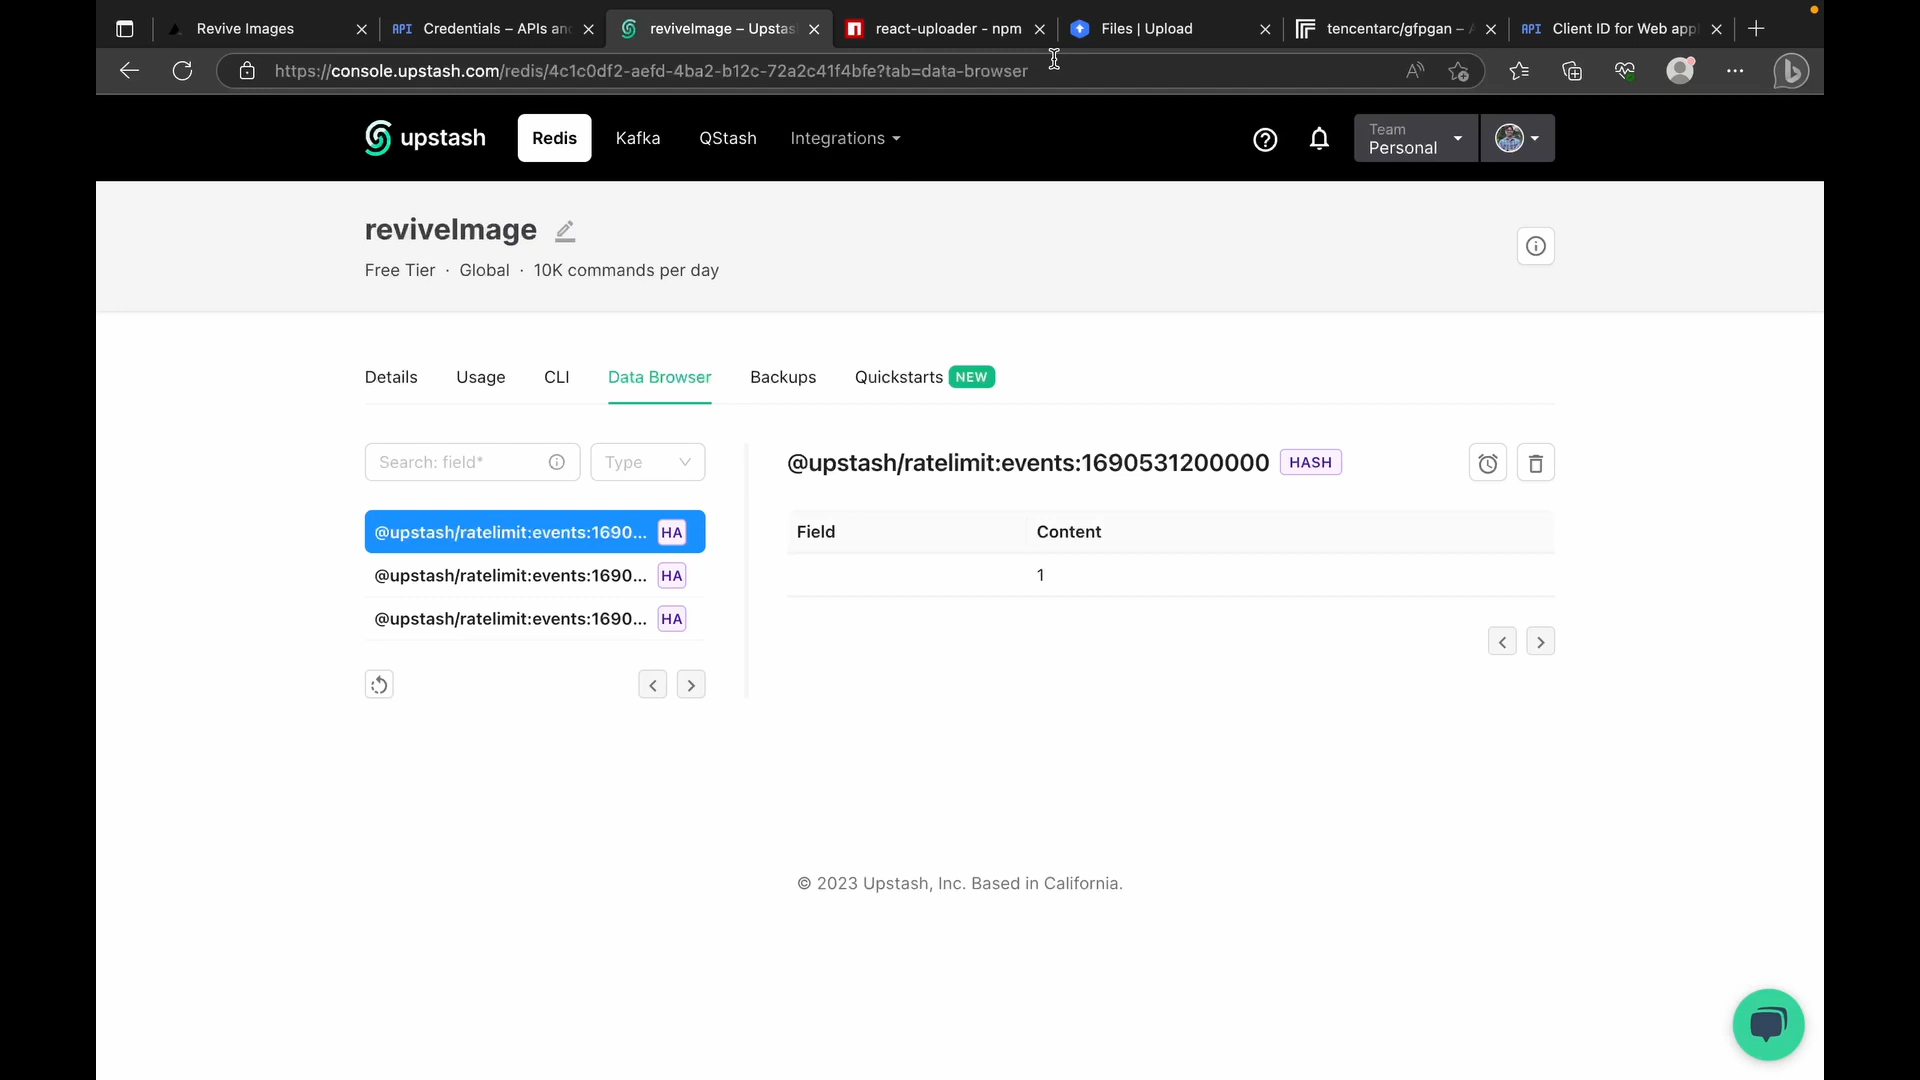 Revive Images
API Credentials – APIs and
reviveImage – Upstas
react-uploader - npm
Files | Upload
tencentarc/gfpgan –
API Client ID for Web appl
https://console.upstash.com/redis/4c1c0df2-aefd-4ba2-b12c-72a2c41f4bfe?tab=data-browser
upstash
Redis
Kafka
QStash
Integrations
Team
Personal
reviveImage
Free Tier · Global · 10K commands per day
Details
Usage
CLI
Data Browser
Backups
Quickstarts NEW
Search: field*
Type
@upstash/ratelimit:events:1690531200000 HASH
@upstash/ratelimit:events:1690... HA
@upstash/ratelimit:events:1690... HA
@upstash/ratelimit:events:1690... HA
Field Content
1
© 2023 Upstash, Inc. Based in California.